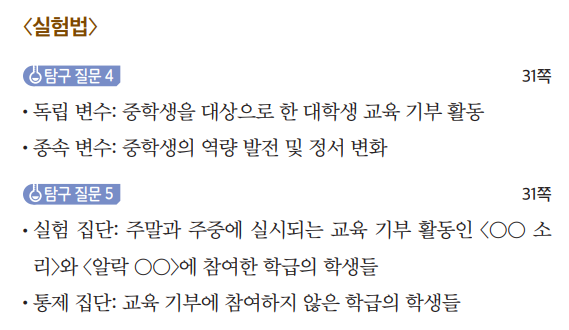 〈실험법〉
탐구 질문 4 31쪽
• 독립 변수: 중학생을 대상으로 한 대학생 교육 기부 활동
• 종속 변수: 중학생의 역량 발전 및 정서 변화
탐구 질문 5 31쪽
• 실험 집단: 주말과 주중에 실시되는 교육 기부 활동인 〈○○ 소
리〉와 〈알락 ○○〉에 참여한 학급의 학생들
• 통제 집단: 교육 기부에 참여하지 않은 학급의 학생들